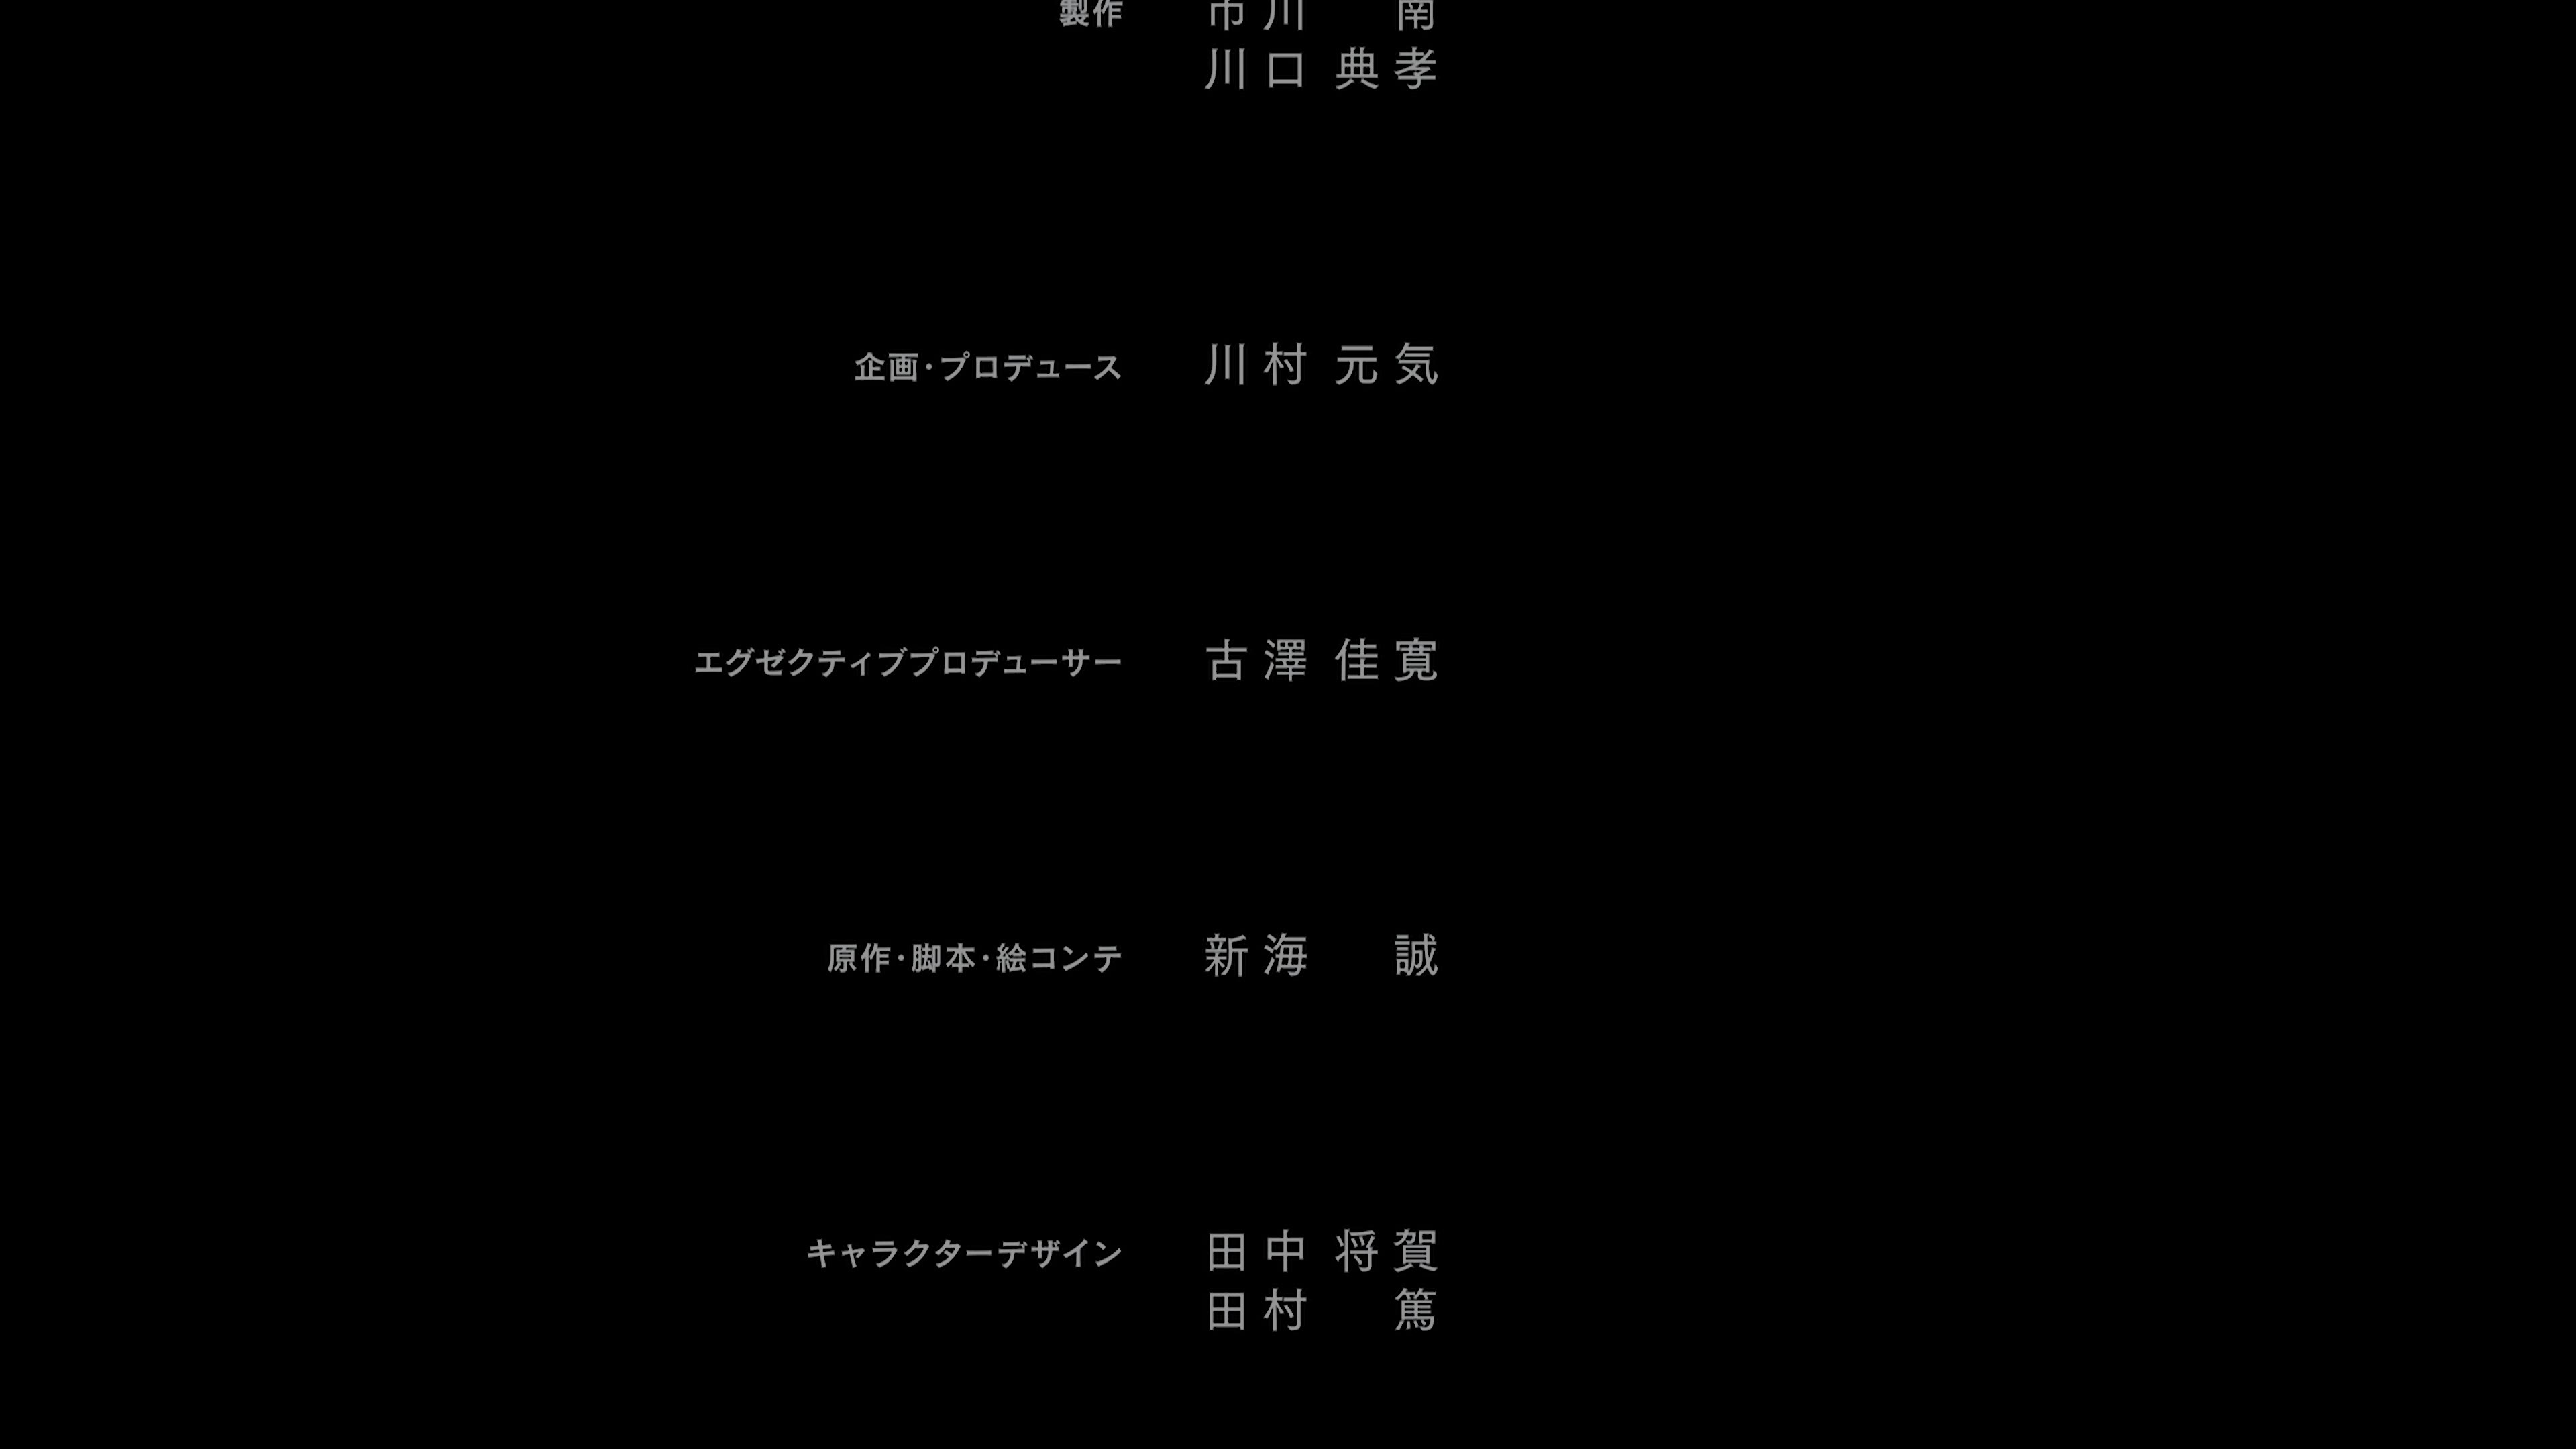 製作 市川 南
川口 典孝
企画・プロデュース 川村 元気
エグゼクティブプロデューサー 古澤 佳寛
原作・脚本・絵コンテ 新海 誠
キャラクターデザイン 田中 将賀
田村 篤